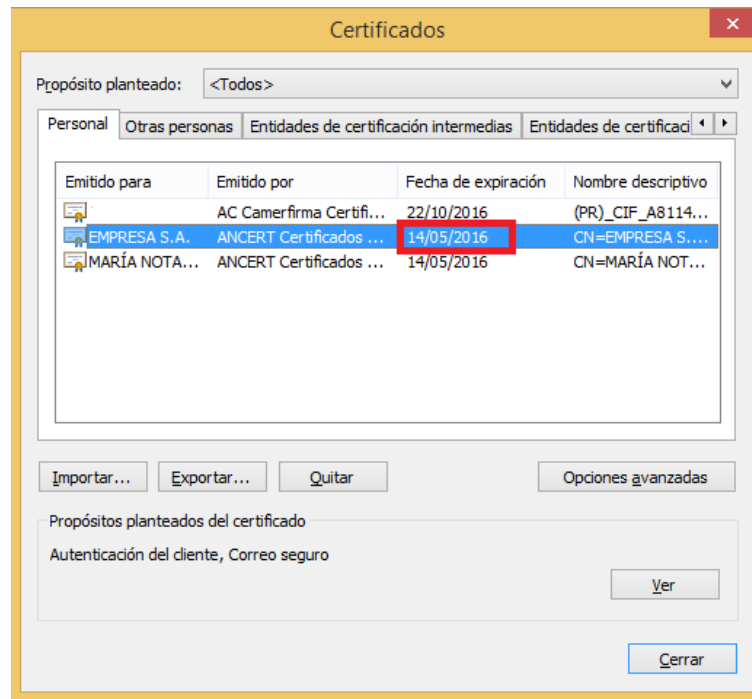 Certificados
Propósito planteado: <Todos>
Personal Otras personas Entidades de certificación intermedias Entidades de certificaci
Emitido para Emitido por Fecha de expiración Nombre descriptivo
AC Camerfirma Certifi... 22/10/2016 (PR)_CIF_A8114...
EMPRESA S.A. ANCERT Certificados ... 14/05/2016 CN=EMPRESA S....
MARÍA NOTA... ANCERT Certificados ... 14/05/2016 CN=MARÍA NOT...
Importar... Exportar... Quitar Opciones avanzadas
Propósitos planteados del certificado
Autenticación del cliente, Correo seguro
Ver
Cerrar